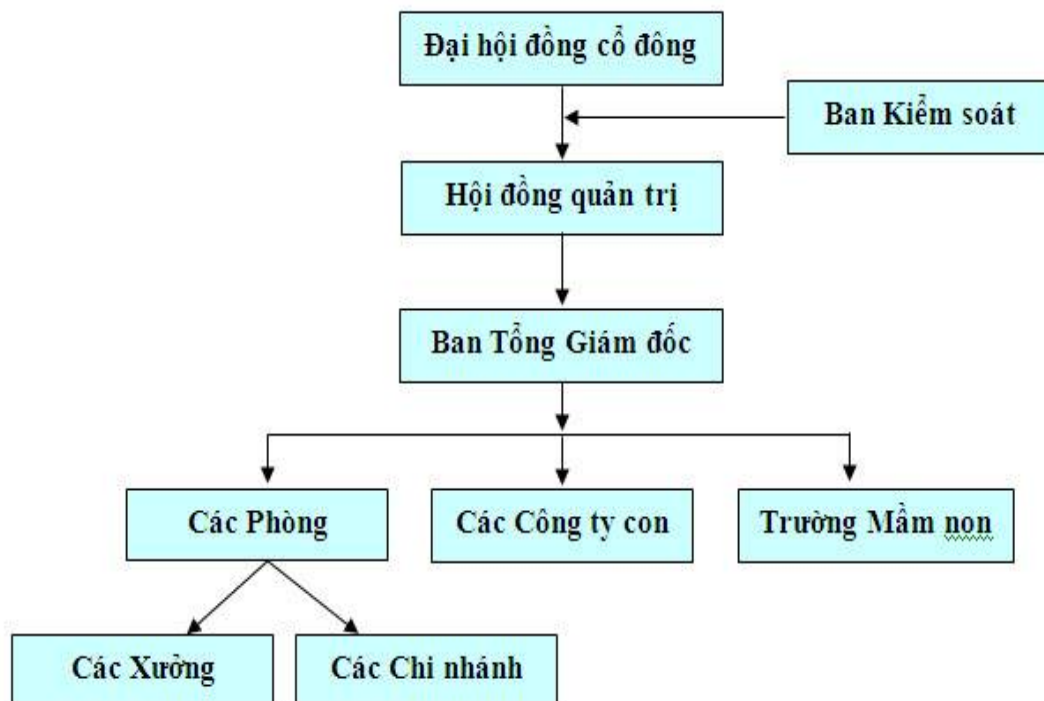 Đại hội đồng cổ đông
Ban Kiểm soát
Hội đồng quản trị
Ban Tổng Giám đốc
Các Phòng
Các Công ty con
Trường Mầm non
Các Xưởng
Các Chi nhánh